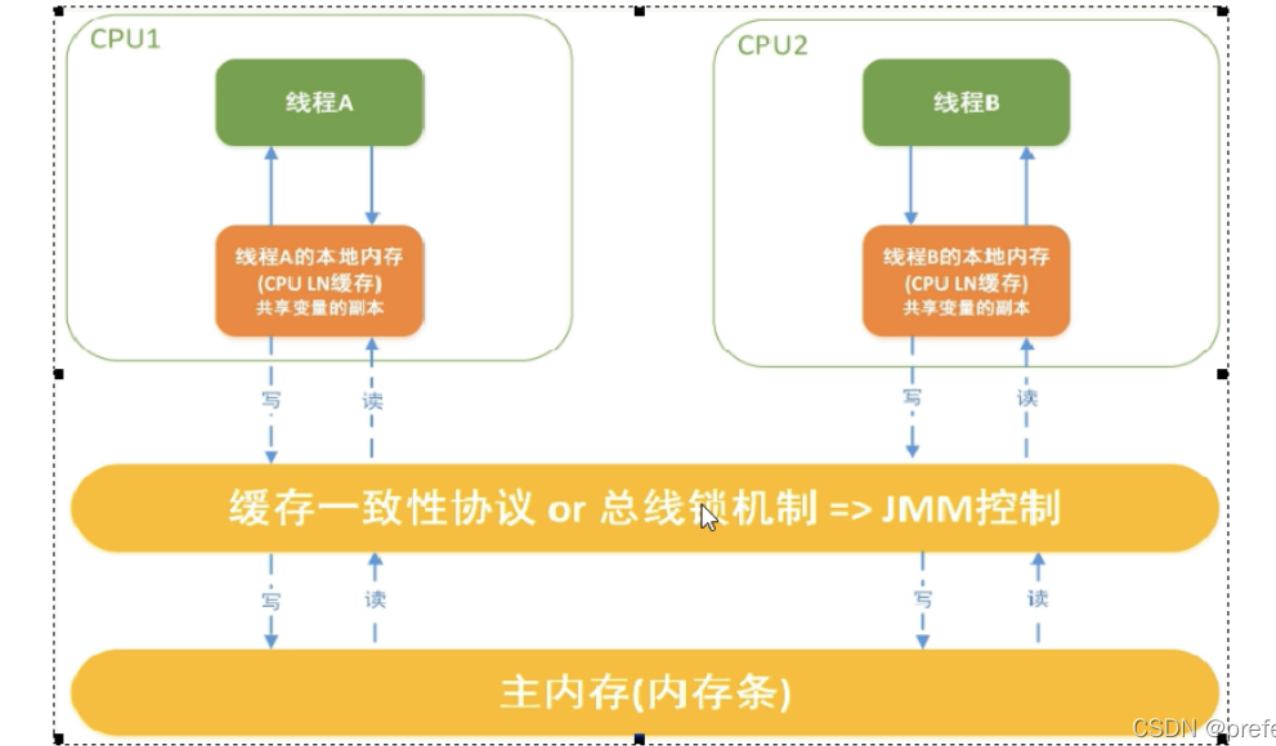 CPU1
CPU2
线程A
线程B
线程A的本地内存
(CPU LN缓存)
共享变量的副本
线程B的本地内存
(CPU LN缓存)
共享变量的副本
写
读
写
读
缓存一致性协议 or 总线锁机制 => JMM控制
写
读
写
读
主内存(内存条)
CSDN @prefe